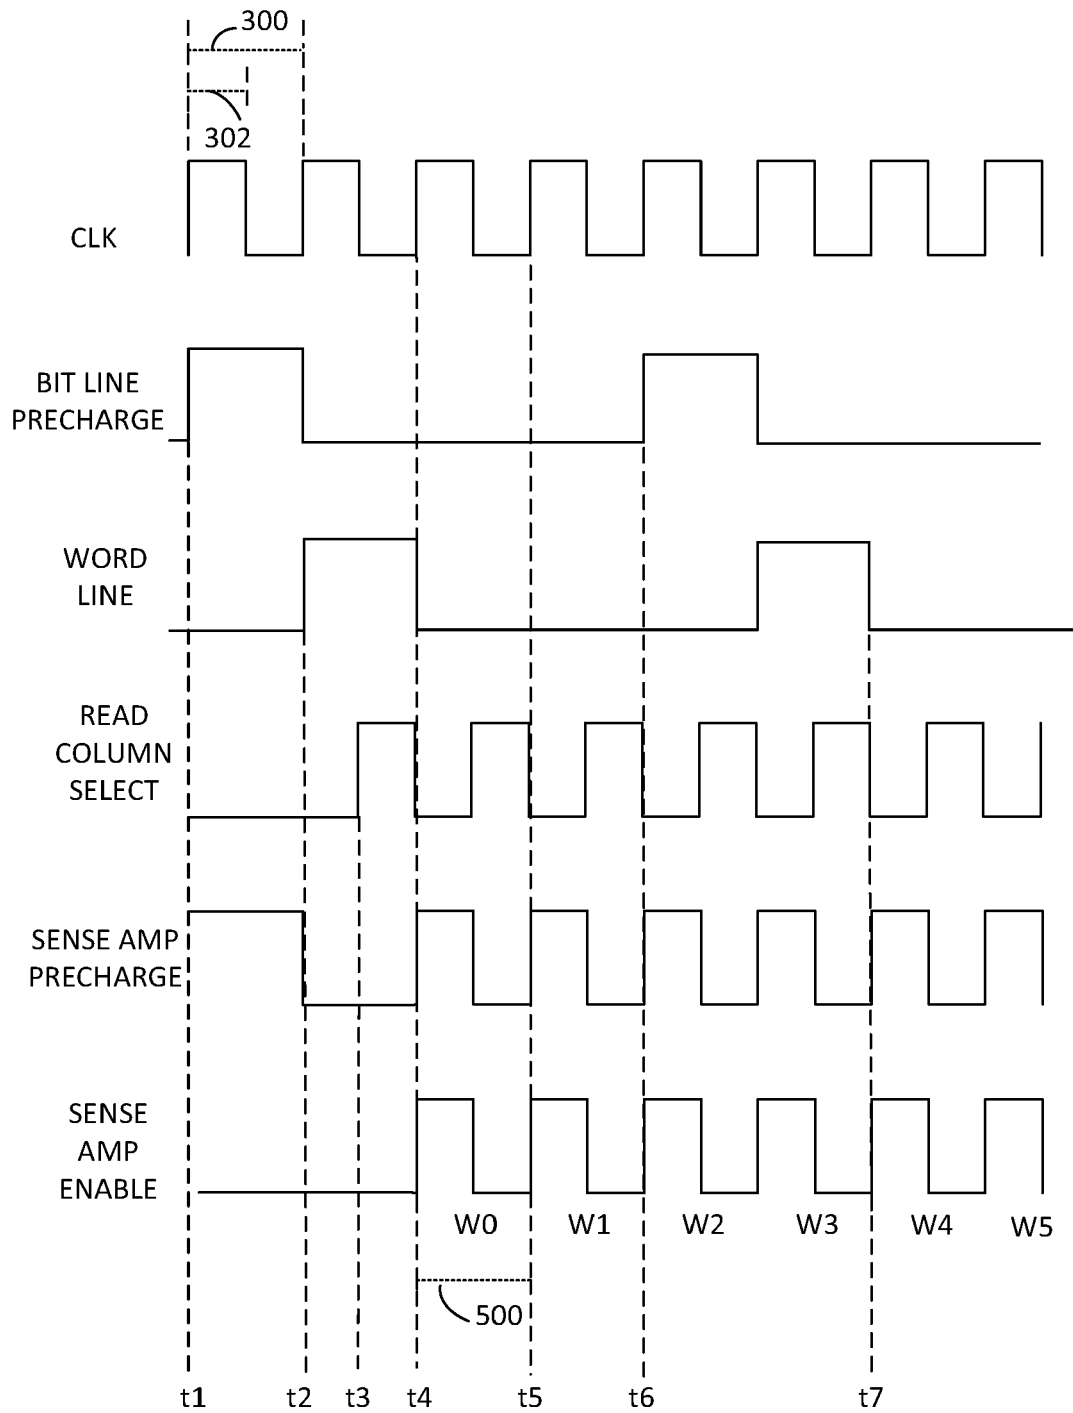 300
302
CLK
BIT LINE
PRECHARGE
WORD
LINE
READ
COLUMN
SELECT
SENSE AMP
PRECHARGE
SENSE
AMP
ENABLE
W0 W1 W2 W3 W4 W5
500
t1 t2 t3 t4 t5 t6 t7